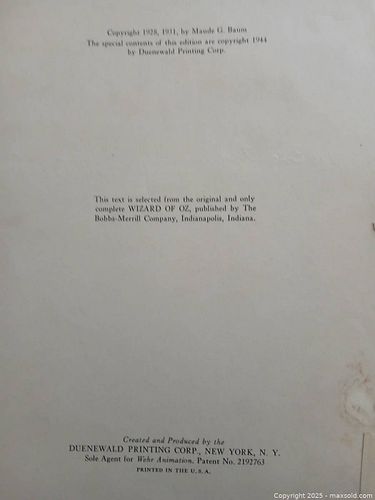 Copyright 1928, 1931, by Maude G. Baum
The special contents of this edition are copyright 1944
by Duenewald Printing Corp.
This text is selected from the original and only
complete WIZARD OF OZ, published by The
Bobbs-Merrill Company, Indianapolis, Indiana.
Created and Produced by the
DUENEWALD PRINTING CORP., NEW YORK, N. Y.
Sole Agent for Wehr Animation. Patent No. 2192763
PRINTED IN THE U. S. A.
Copyright 2025 - maxsold.com